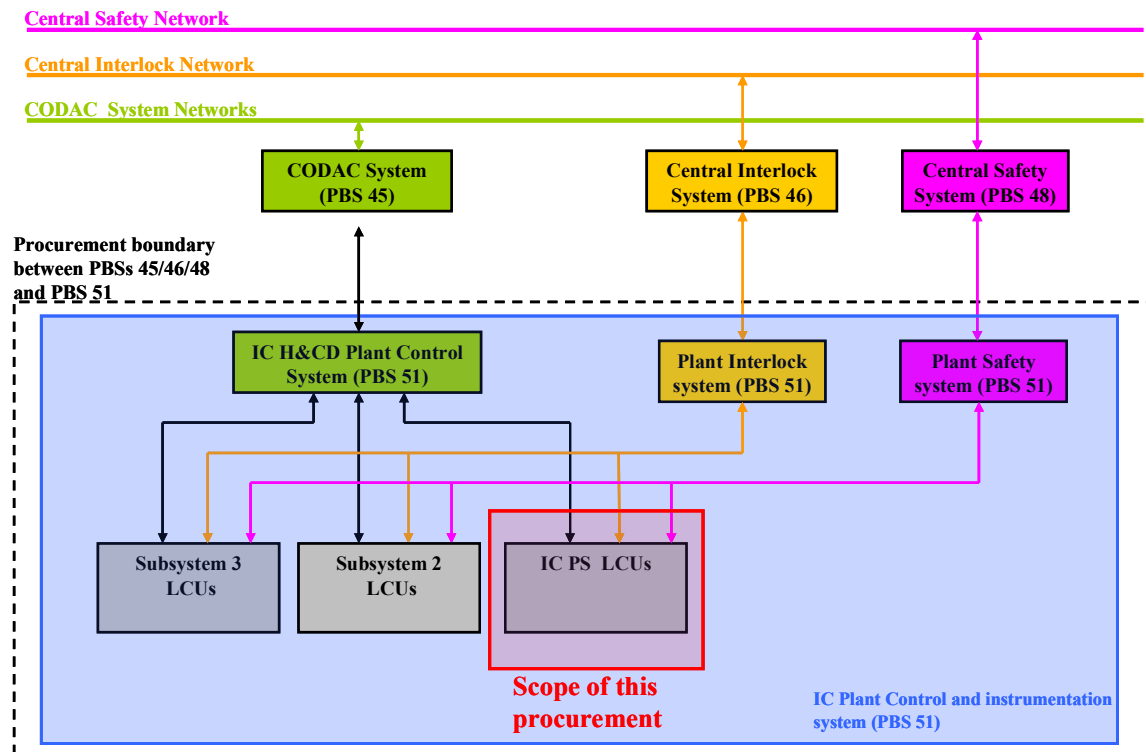 Central Safety Network
Central Interlock Network
CODAC  System Networks
CODAC System
(PBS 45)
Central Interlock
System (PBS 46)
Central Safety
System (PBS 48)
Procurement boundary
between PBSs 45/46/48
and PBS 51
IC H&CD Plant Control
System (PBS 51)
Plant Interlock
system (PBS 51)
Plant Safety
system (PBS 51)
Subsystem 3
LCUs
Subsystem 2
LCUs
IC PS  LCUs
Scope of this
procurement
IC Plant Control and instrumentation
system (PBS 51)